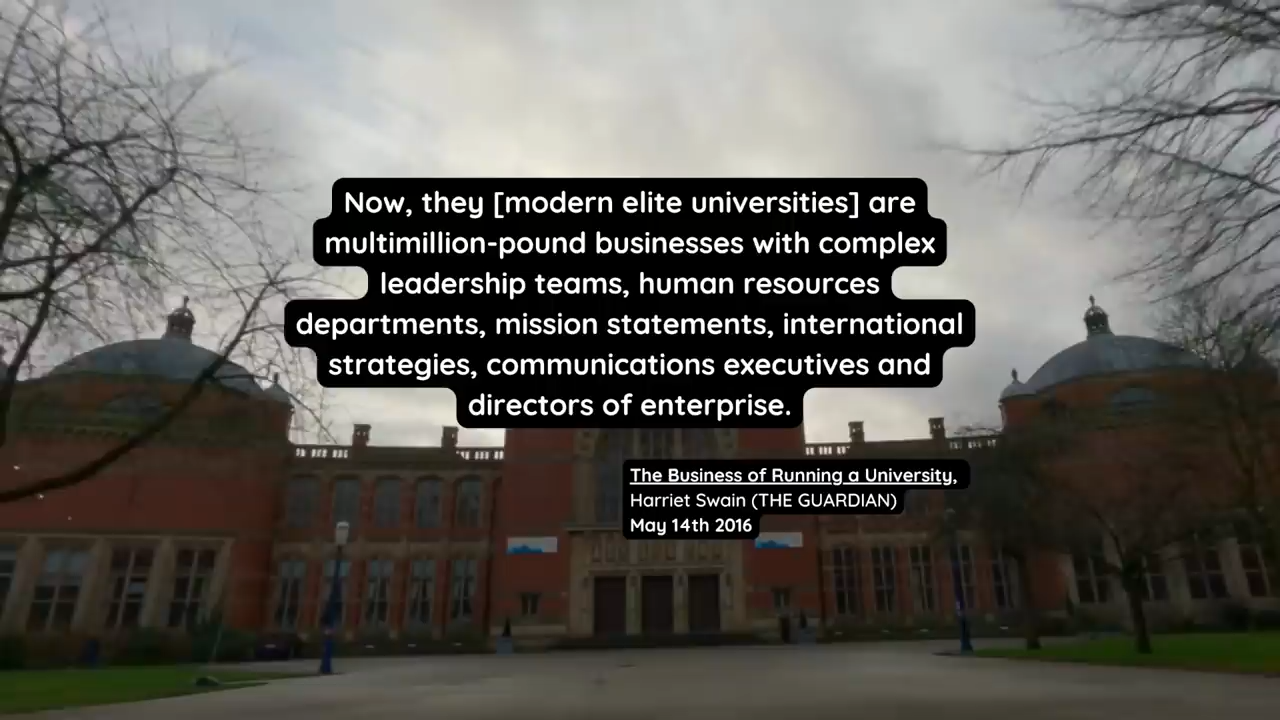 Now, they [modern elite universities] are
multimillion-pound businesses with complex
leadership teams, human resources
departments, mission statements, international
strategies, communications executives and
directors of enterprise.
The Business of Running a University,
Harriet Swain (THE GUARDIAN)
May 14th 2016